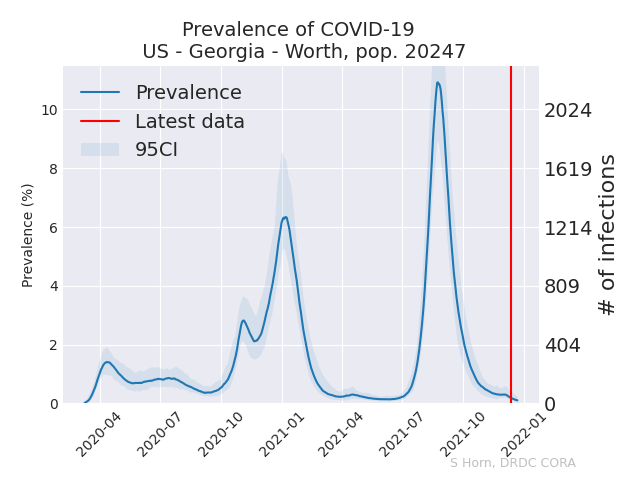 Prevalence of COVID-19
US - Georgia - Worth, pop. 20247
Prevalence
Latest data
95CI
Prevalence (%)
10
8
6
4
2
0
2024
1619
1214
809
404
0
# of infections
2020-04
2020-07
2020-10
2021-01
2021-04
2021-07
2021-10
2022-01
S Horn, DRDC CORA